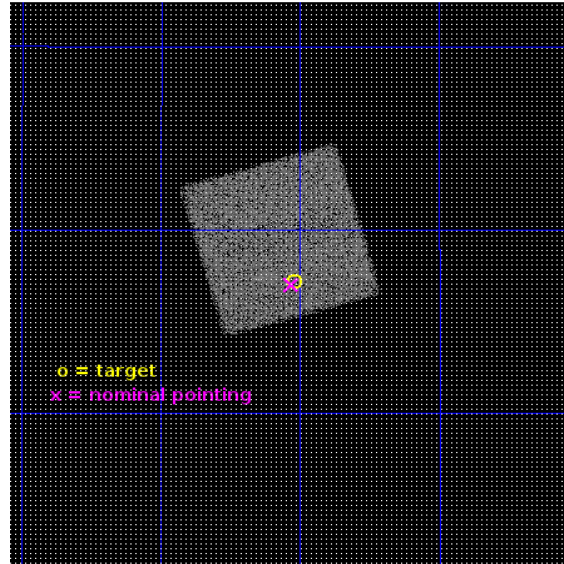 o = target
x = nominal pointing